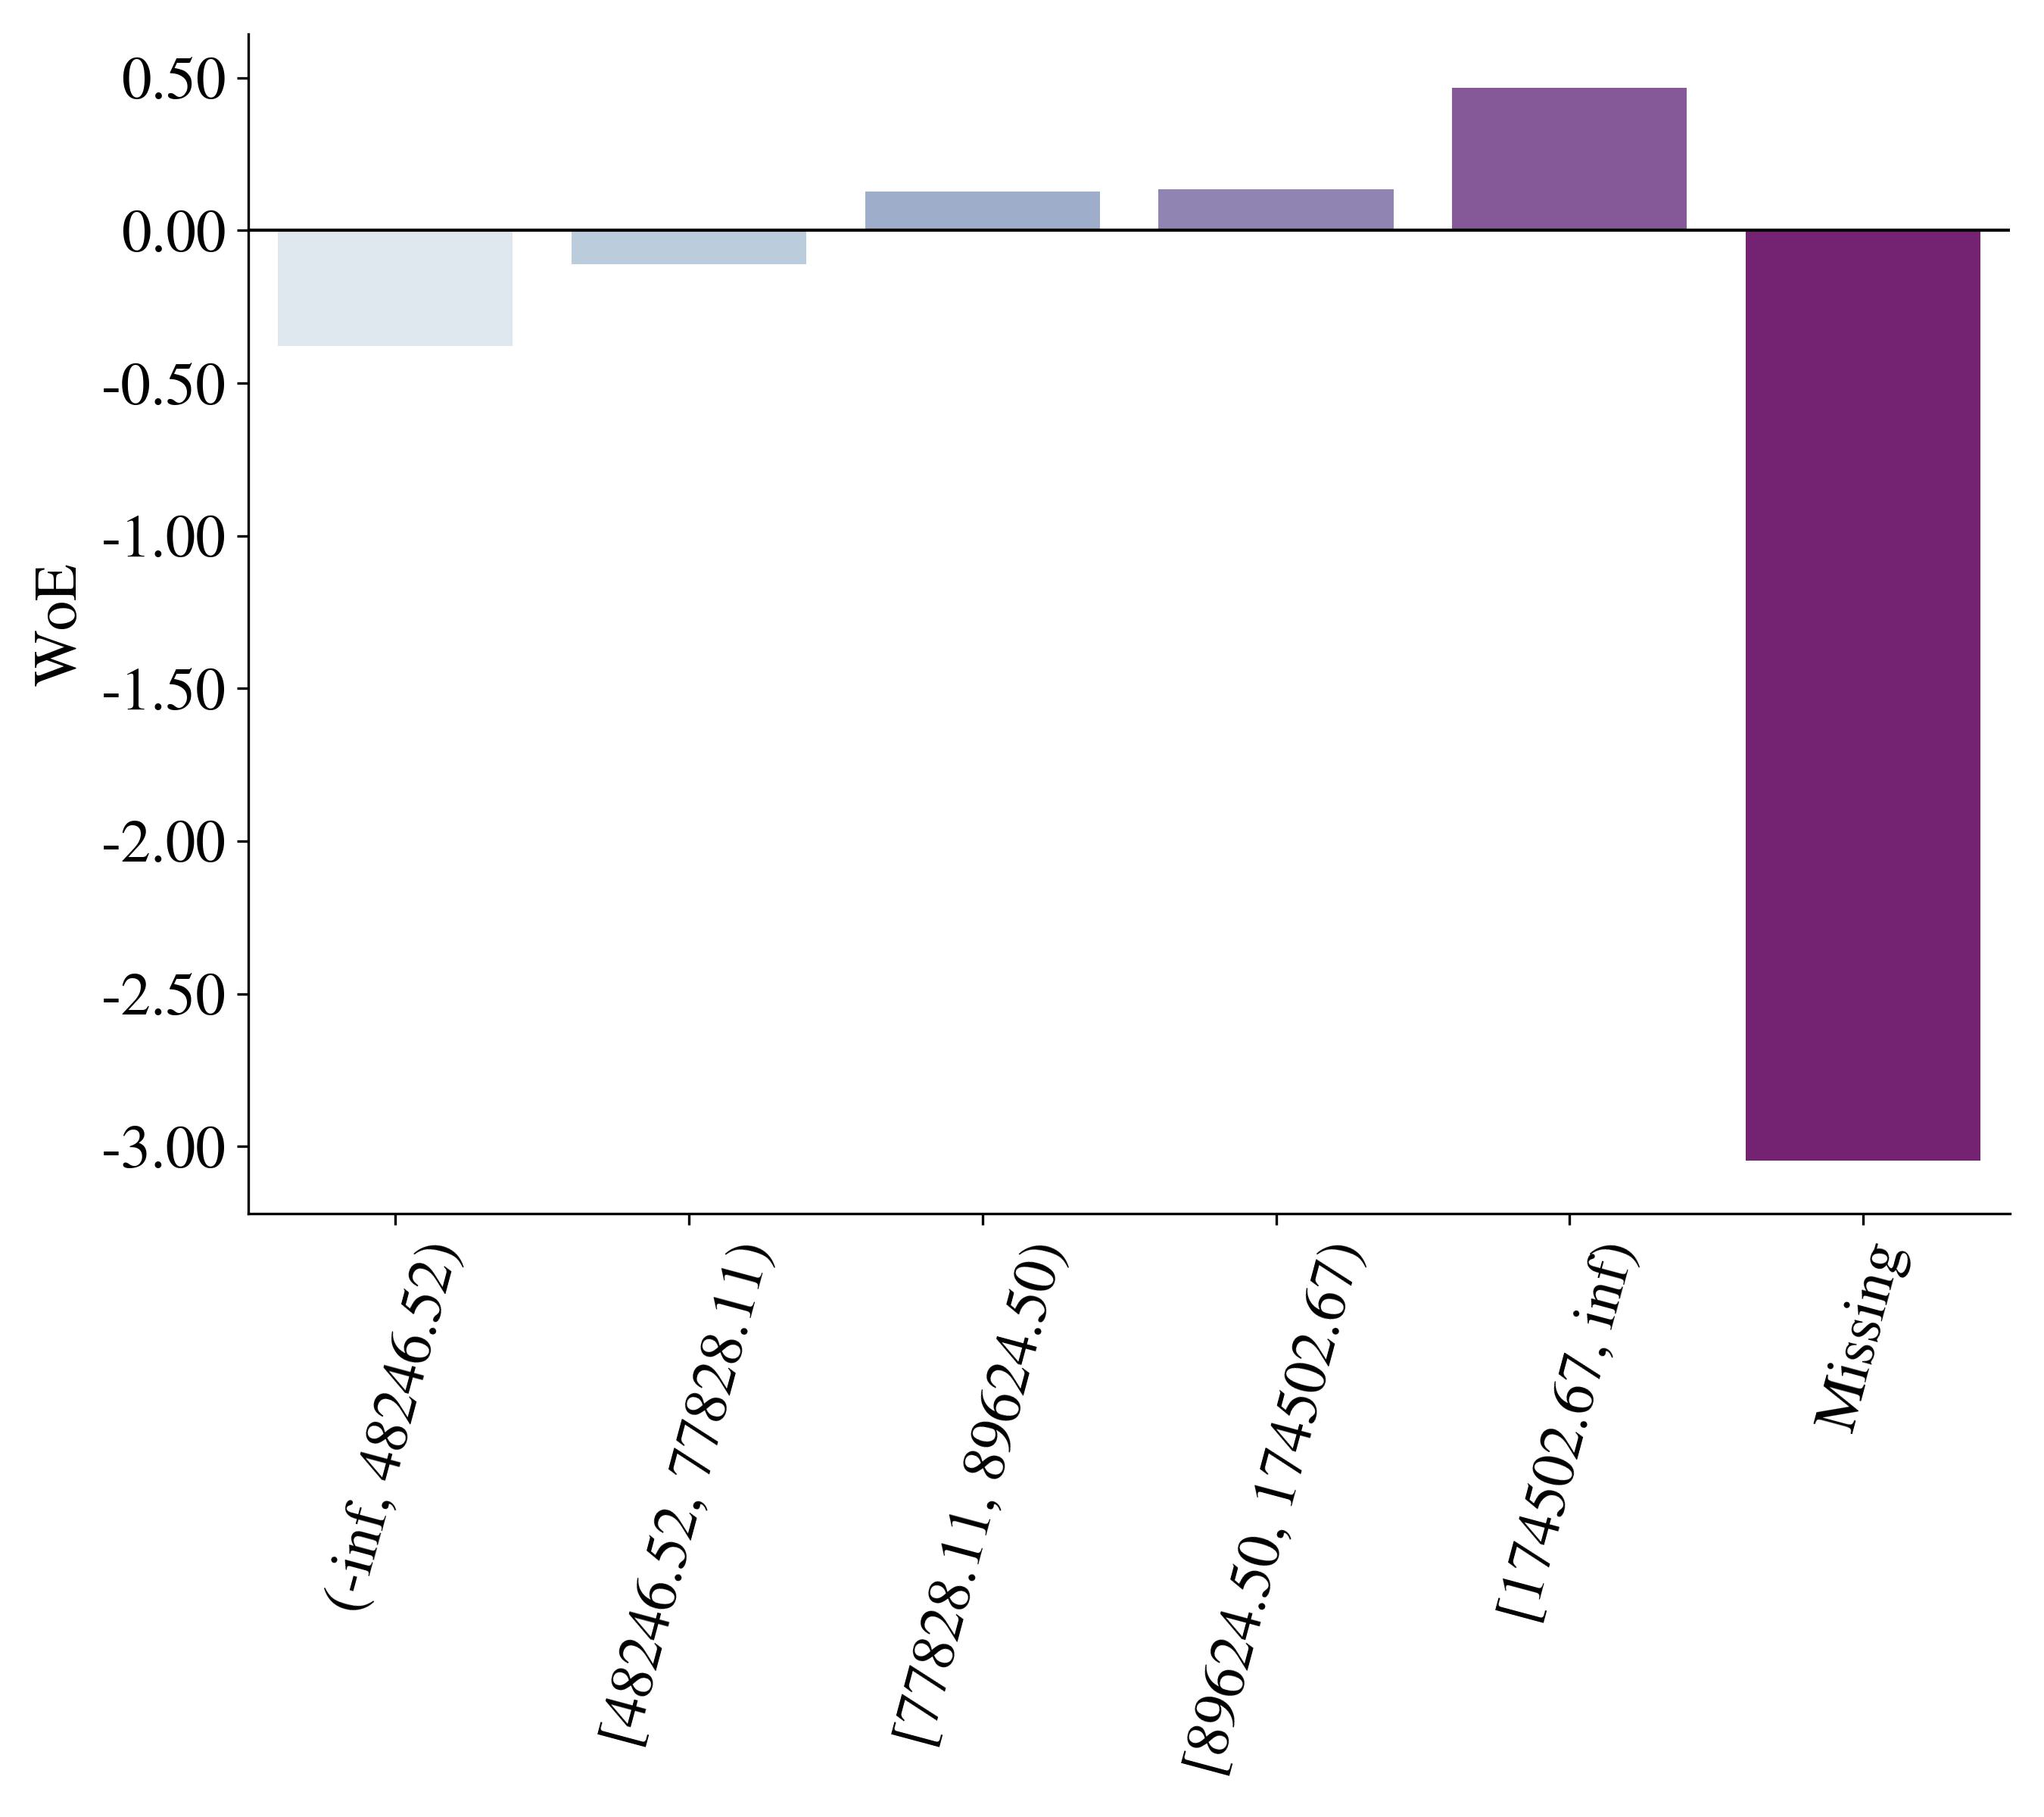 WoE
0.50
0.00
-0.50
-1.00
-1.50
-2.00
-2.50
-3.00
(-inf, 48246.52)
[48246.52, 77828.11)
[77828.11, 89624.50)
[89624.50, 174502.67)
[174502.67, inf)
Missing